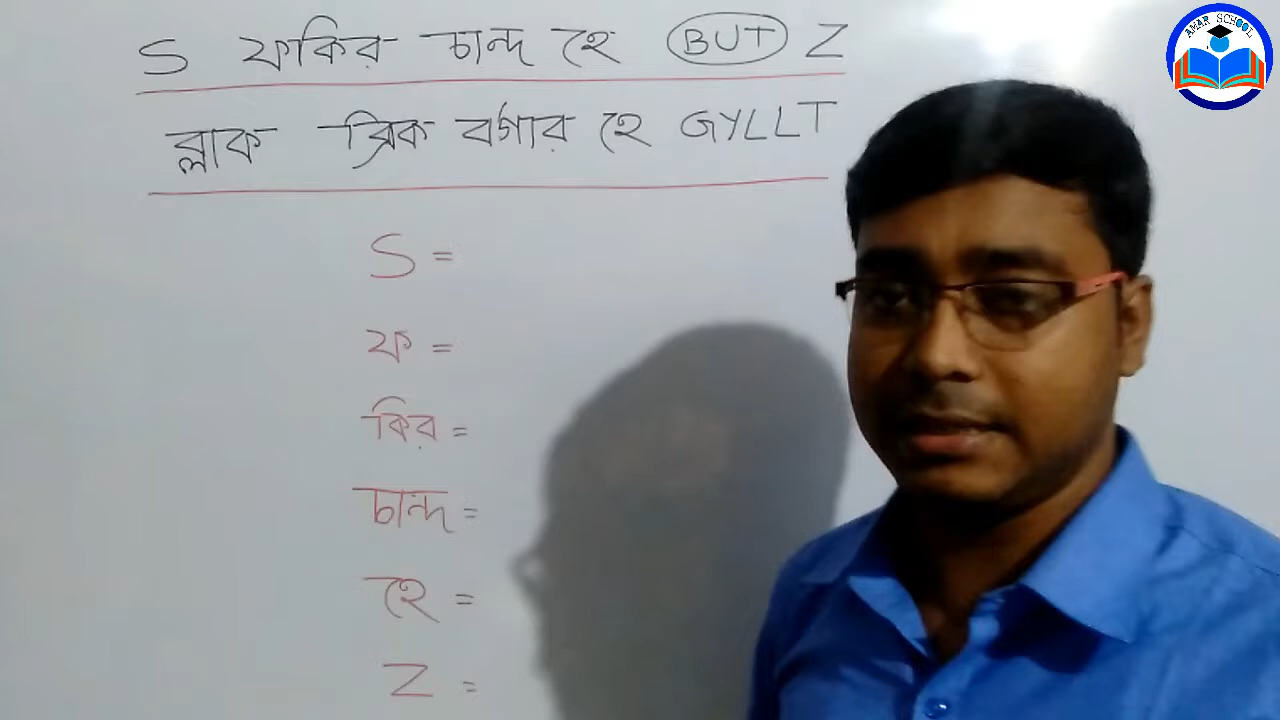 S ফকির চান্দ হে BUT Z
ব্লাক ব্রিক বর্গার হে GYLLT
S =
ফ =
কির =
চান্দ =
হে =
Z =
AMAR SCHOOL